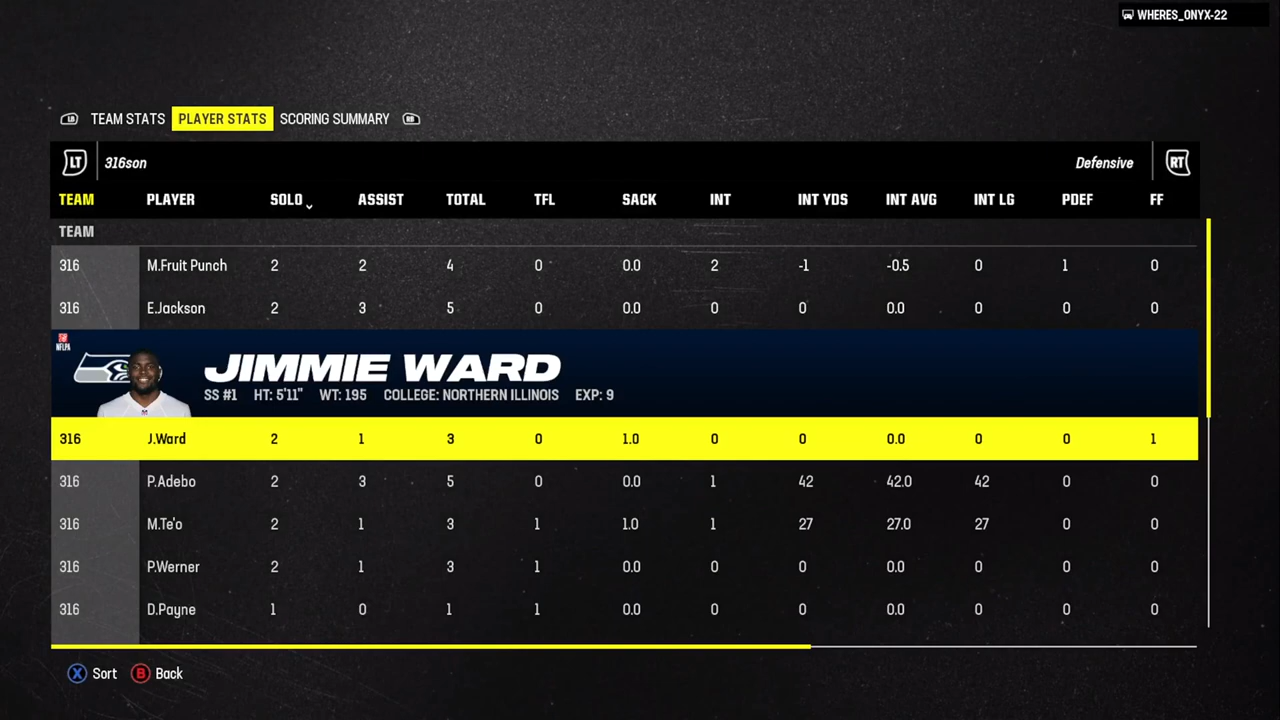 WHERES_ONYX-22
LB TEAM STATS PLAYER STATS SCORING SUMMARY RB
LT 316son Defensive RT
TEAM PLAYER SOLO ASSIST TOTAL TFL SACK INT INT YDS INT AVG INT LG PDEF FF
TEAM
316 M.Fruit Punch 2 2 4 0 0.0 2 -1 -0.5 0 1 0
316 E.Jackson 2 3 5 0 0.0 0 0 0.0 0 0 0
NFLPA
JIMMIE WARD
SS #1 HT: 5'11" WT: 195 COLLEGE: NORTHERN ILLINOIS EXP: 9
316 J.Ward 2 1 3 0 1.0 0 0 0.0 0 0 1
316 P.Adebo 2 3 5 0 0.0 1 42 42.0 42 0 0
316 M.Te'o 2 1 3 1 1.0 1 27 27.0 27 0 0
316 P.Werner 2 1 3 1 0.0 0 0 0.0 0 0 0
316 D.Payne 1 0 1 1 0.0 0 0 0.0 0 0 0
X Sort B Back